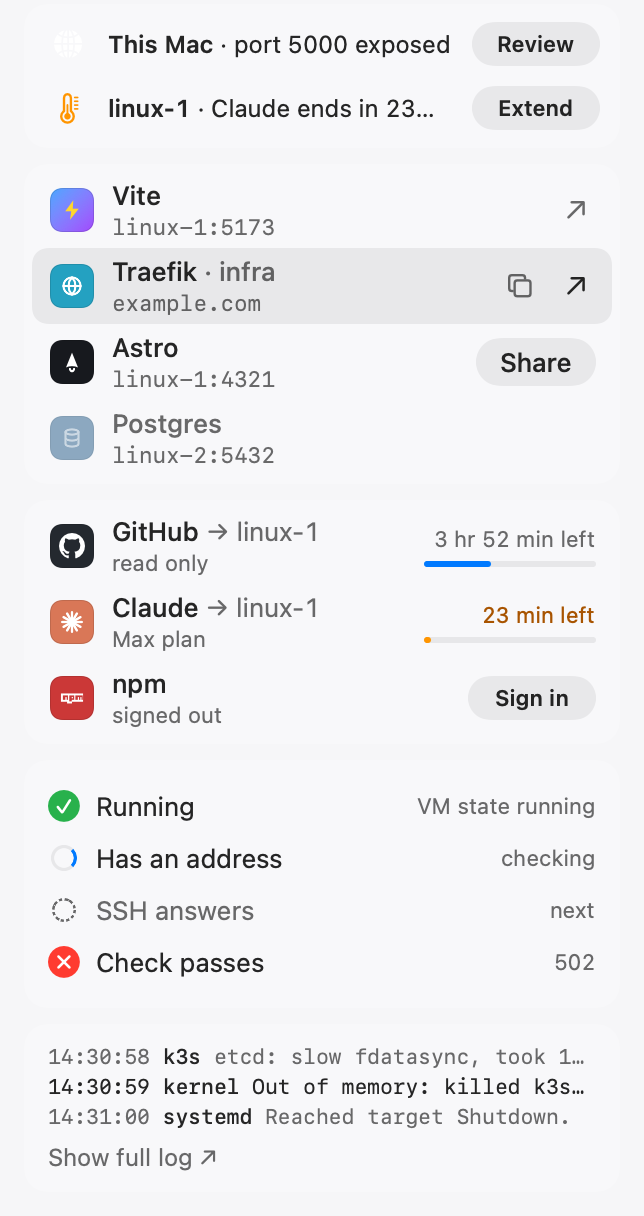 This Mac · port 5000 exposed Review
linux-1 · Claude ends in 23… Extend
Vite
linux-1:5173
Traefik · infra
example.com
Astro
linux-1:4321
Share
Postgres
linux-2:5432
GitHub → linux-1
read only
3 hr 52 min left
Claude → linux-1
Max plan
23 min left
npm
npm
signed out
Sign in
Running VM state running
Has an address checking
SSH answers next
Check passes 502
14:30:58 k3s etcd: slow fdatasync, took 1…
14:30:59 kernel Out of memory: killed k3s…
14:31:00 systemd Reached target Shutdown.
Show full log ↗